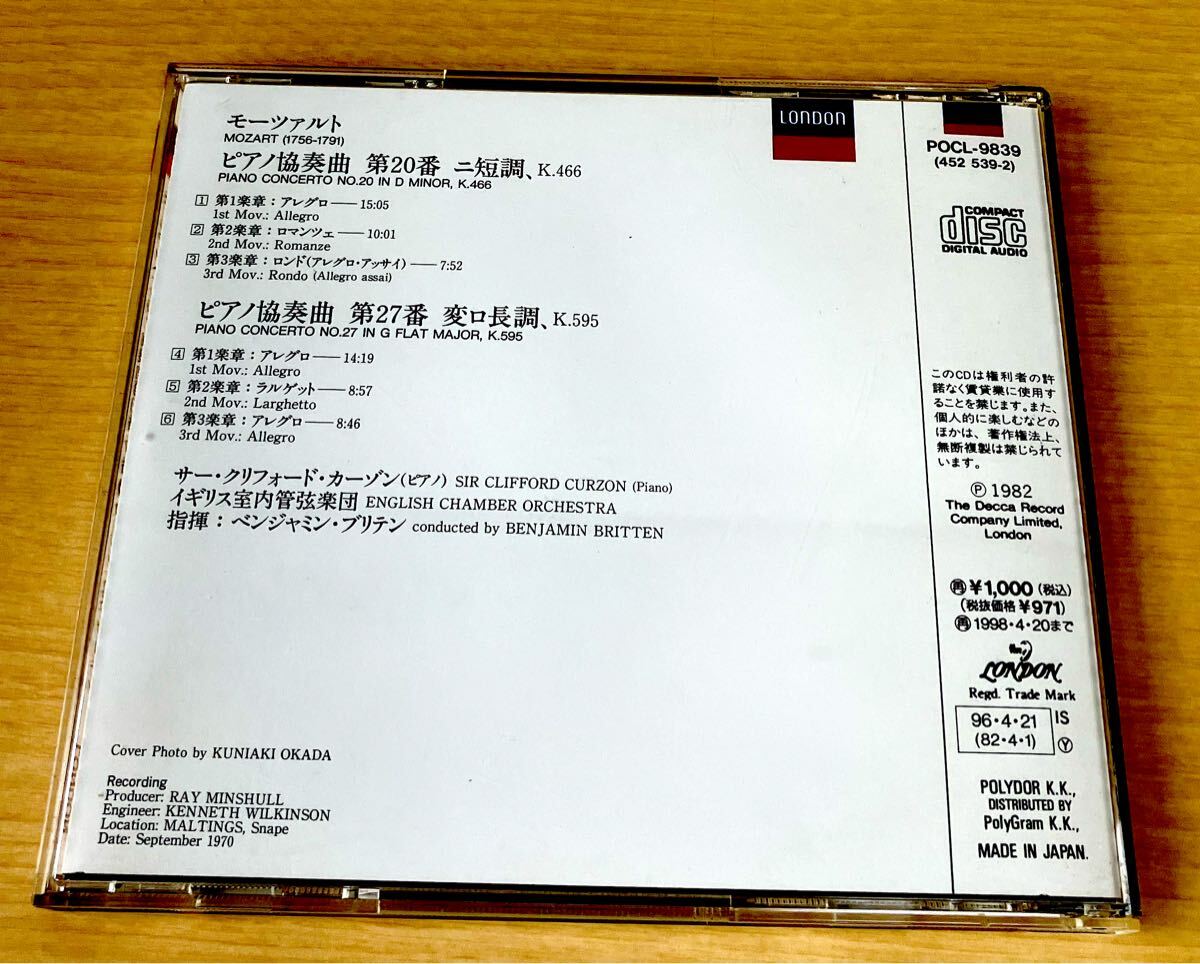 モーツァルト
MOZART (1756-1791)
ピアノ協奏曲 第20番 ニ短調、K.466
PIANO CONCERTO NO.20 IN D MINOR, K.466
1 第1楽章：アレグロ――15:05
1st Mov.: Allegro
2 第2楽章：ロマンツェ――10:01
2nd Mov.: Romanze
3 第3楽章：ロンド(アレグロ・アッサイ)――7:52
3rd Mov.: Rondo (Allegro assai)
ピアノ協奏曲 第27番 変ロ長調、K.595
PIANO CONCERTO NO.27 IN G FLAT MAJOR, K.595
4 第1楽章：アレグロ――14:19
1st Mov.: Allegro
5 第2楽章：ラルゲット――8:57
2nd Mov.: Larghetto
6 第3楽章：アレグロ――8:46
3rd Mov.: Allegro
サー・クリフォード・カーゾン(ピアノ) SIR CLIFFORD CURZON (Piano)
イギリス室内管弦楽団 ENGLISH CHAMBER ORCHESTRA
指揮：ベンジャミン・ブリテン conducted by BENJAMIN BRITTEN
Cover Photo by KUNIAKI OKADA
Recording
Producer: RAY MINSHULL
Engineer: KENNETH WILKINSON
Location: MALTINGS, Snape
Date: September 1970
LONDON
POCL-9839
(452 539-2)
COMPACT
disc
DIGITAL AUDIO
このCDは権利者の許
諾なく賃貸業に使用す
ることを禁じます。また、
個人的に楽しむなどの
ほかは、著作権法上、
無断複製は禁じられて
います。
Ⓟ 1982
The Decca Record
Company Limited,
London
㊢¥1,000 (税込)
(税抜価格 ¥971)
㊢1998・4・20まで
LONDON
Regd. Trade Mark
96・4・21 IS
(82・4・1) Ⓨ
POLYDOR K.K.,
DISTRIBUTED BY
PolyGram K.K.,
MADE IN JAPAN.